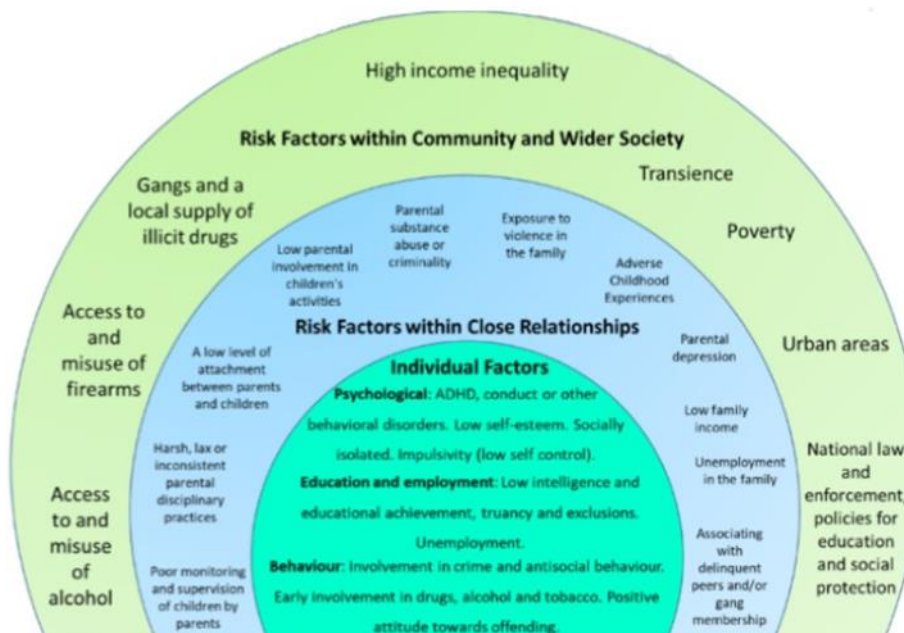 High income inequality
Risk Factors within Community and Wider Society
Transience
Gangs and a
local supply of
illicit drugs
Poverty
Access to
and
misuse of
firearms
Urban areas
Access
to and
misuse
of
alcohol
National law
and
enforcement,
policies for
education
and social
protection
Low parental
involvement in
children's
activities
Parental
substance
abuse or
criminality
Exposure to
violence in
the family
Adverse
Childhood
Experiences
Risk Factors within Close Relationships
Parental
depression
A low level of
attachment
between parents
and children
Low family
income
Harsh, lax or
inconsistent
parental
disciplinary
practices
Unemployment
in the family
Poor monitoring
and supervision
of children by
parents
Associating
with
delinquent
peers and/or
gang
membership
Individual Factors
Psychological: ADHD, conduct or other
behavioral disorders. Low self-esteem. Socially
isolated. Impulsivity (low self control).
Education and employment: Low intelligence and
educational achievement, truancy and exclusions.
Unemployment.
Behaviour: Involvement in crime and antisocial behaviour.
Early involvement in drugs, alcohol and tobacco. Positive
attitude towards offending.